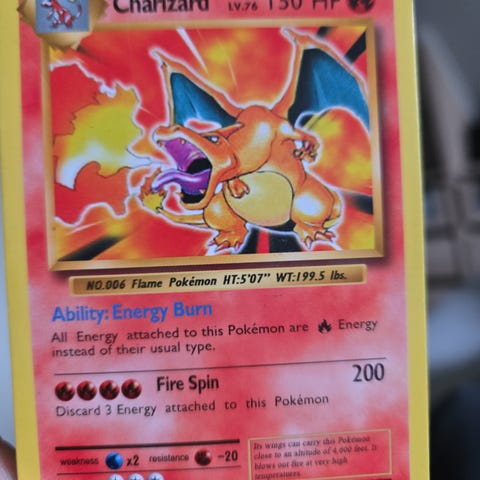 Charizard LV.76 150 HP
NO.006 Flame Pokémon HT:5'07" WT:199.5 lbs.
Ability: Energy Burn
All Energy attached to this Pokémon are Energy
instead of their usual type.
Fire Spin 200
Discard 3 Energy attached to this Pokémon
weakness x2 resistance -20
Its wings can carry this Pokémon
close to an altitude of 4,600 feet. It
blows out fire at very high
temperatures.